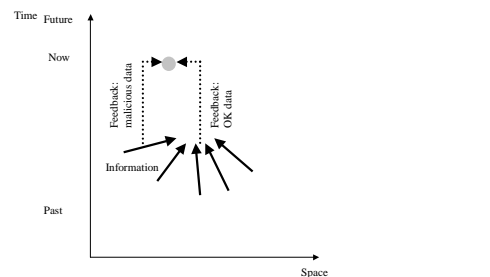 Time
Future
Now
Feedback:
malicious data
Feedback:
OK data
Information
Past
Space